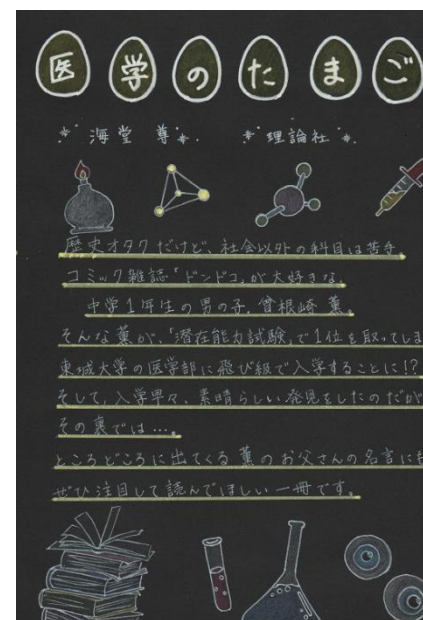 医学のたまご
海堂 尊 理論社
歴史オタクだけど、社会以外の科目は苦手。
コミック雑誌「ドンドコ」が大好きな、
中学1年生の男の子、曾根崎 薫。
そんな薫が、「潜在能力試験」で1位を取ってしま
東城大学の医学部に飛び級で入学することに!?
そして、入学早々、素晴らしい発見をしたのだが
その裏では…。
ところどころに出てくる薫のお父さんの名言にも
ぜひ注目して読んでほしい一冊です。